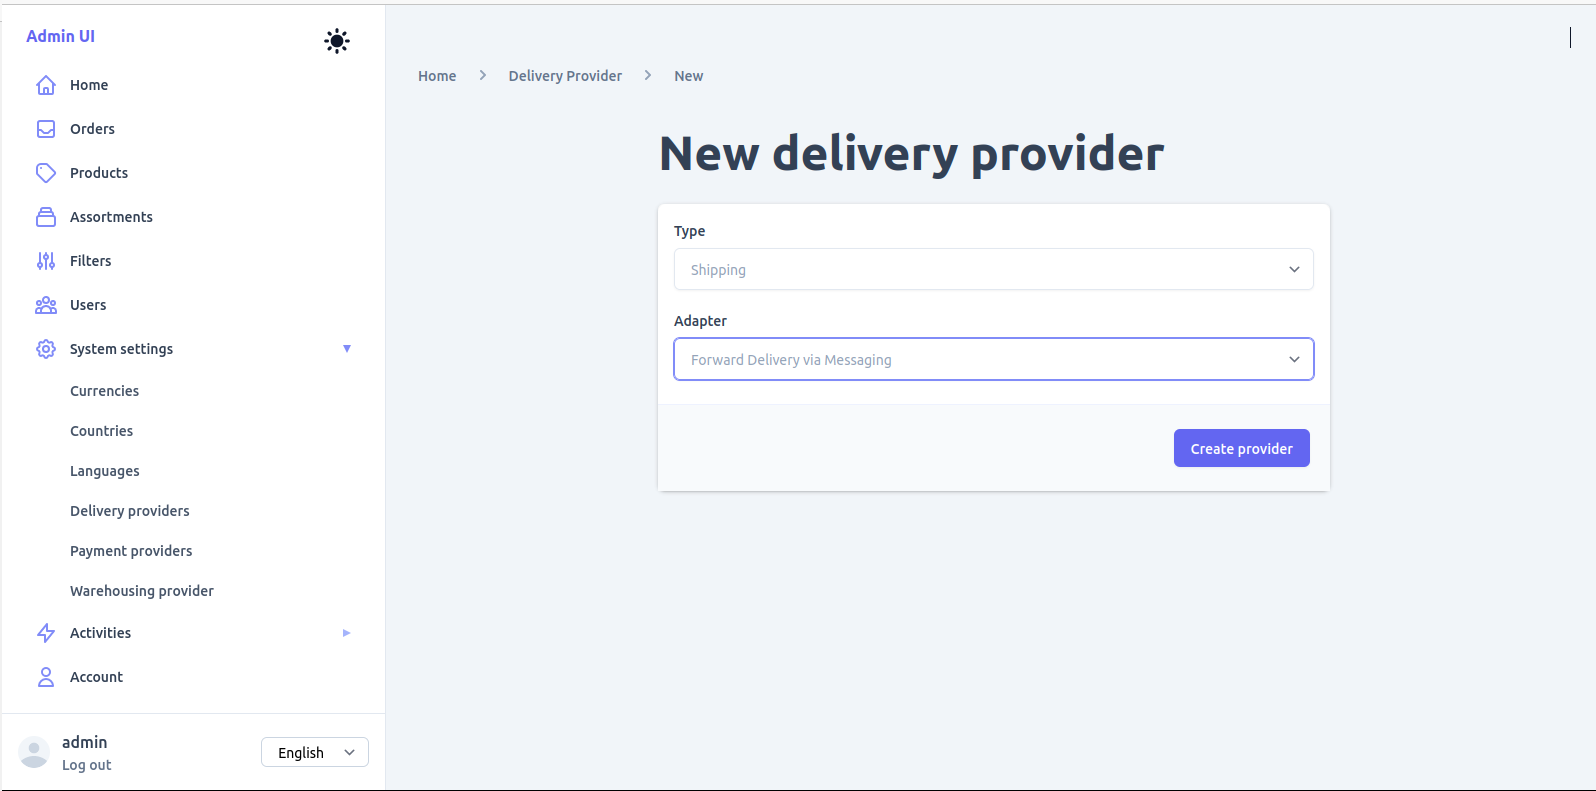 Admin UI
Home
Orders
Products
Assortments
Filters
Users
System settings
Currencies
Countries
Languages
Delivery providers
Payment providers
Warehousing provider
Activities
Account
admin
Log out
English
Home
Delivery Provider
New
New delivery provider
Type
Shipping
Adapter
Forward Delivery via Messaging
Create provider